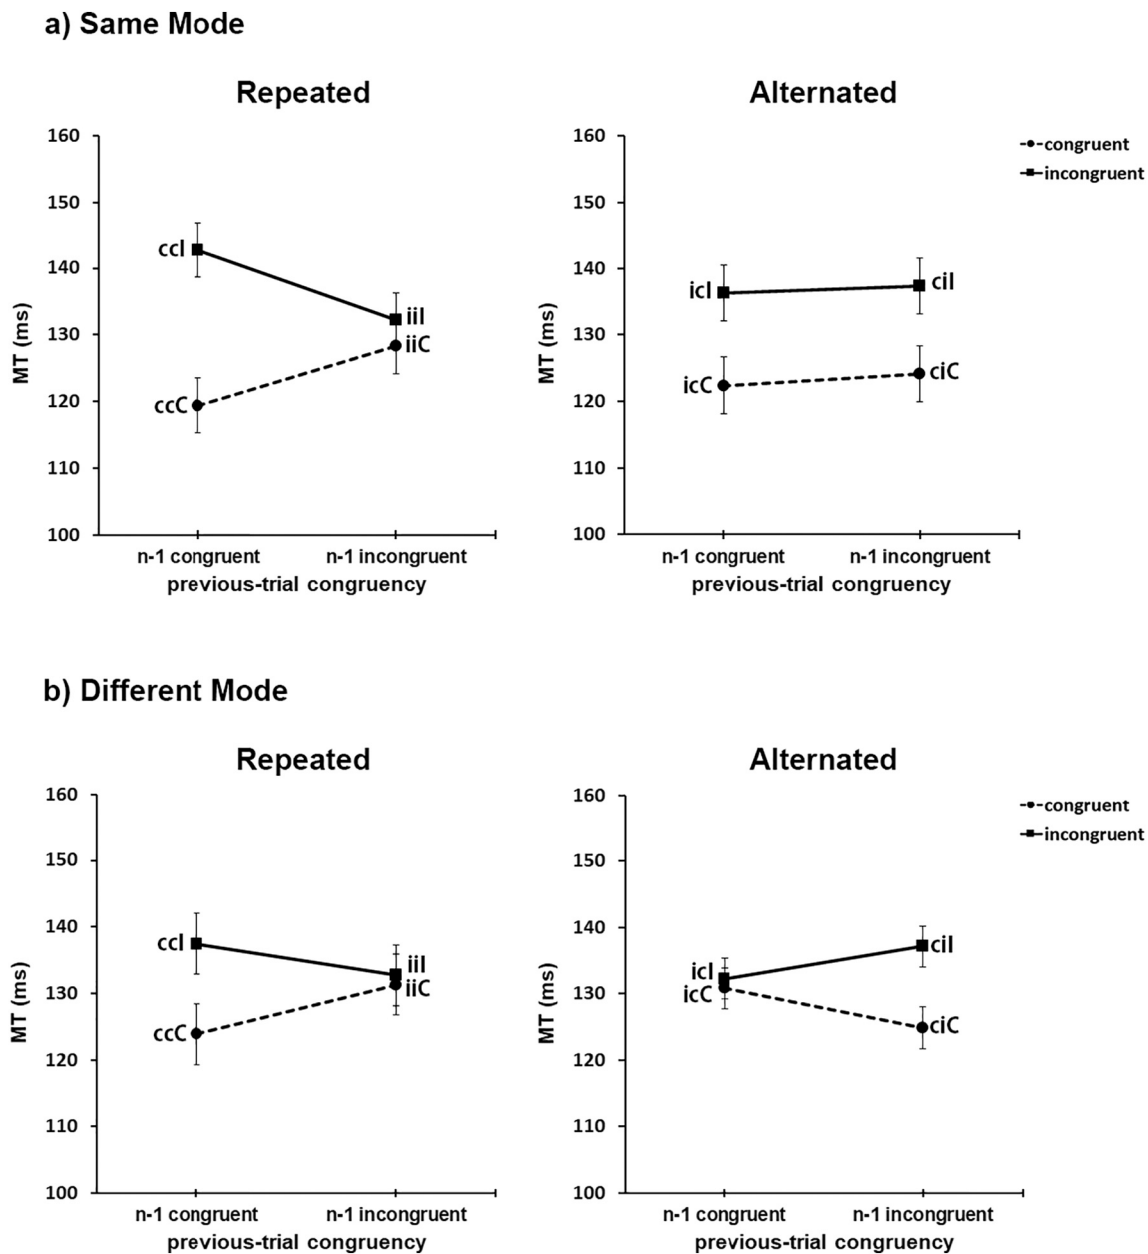 a) Same Mode
Repeated
160
150
140
130
120
110
100
MT (ms)
ccI
iiI
iiC
ccC
n-1 congruent n-1 incongruent
previous-trial congruency
Alternated
160
150
140
130
120
110
100
MT (ms)
icI
ciI
icC
ciC
n-1 congruent n-1 incongruent
previous-trial congruency
congruent
incongruent
b) Different Mode
Repeated
160
150
140
130
120
110
100
MT (ms)
ccI
iiI
iiC
ccC
n-1 congruent n-1 incongruent
previous-trial congruency
Alternated
160
150
140
130
120
110
100
MT (ms)
icI
icC
ciI
ciC
n-1 congruent n-1 incongruent
previous-trial congruency
congruent
incongruent